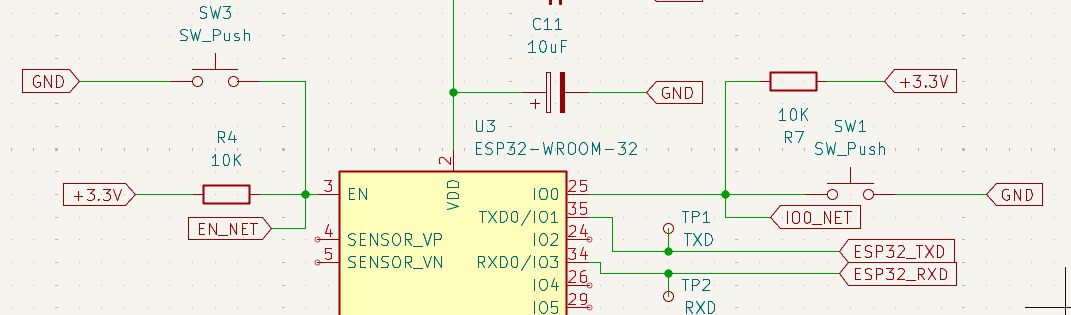 SW3
SW_Push
GND
C11
10uF
+
GND
+3.3V
10K
R7
SW1
SW_Push
U3
ESP32-WROOM-32
R4
10K
+3.3V
EN_NET
2
VDD
3
EN
4
SENSOR_VP
5
SENSOR_VN
IO0
25
TXD0/IO1
35
IO2
24
RXD0/IO3
34
IO4
26
IO5
29
GND
IO0_NET
TP1
TXD
ESP32_TXD
ESP32_RXD
TP2
RXD